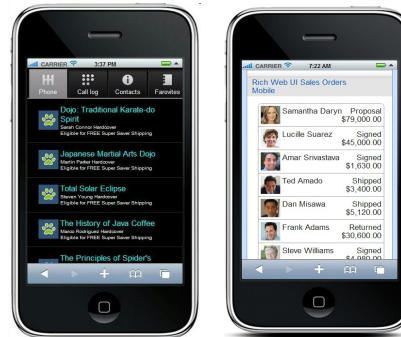 CARRIER 3:37 PM
Phone Call log Contacts Favorites
Dojo: Traditional Karate-do
Spirit
Sarah Connor Hardcover
Eligible for FREE Super Saver Shipping
Japanese Martial Arts Dojo
Martin Parker Hardcover
Eligible for FREE Super Saver Shipping
Total Solar Eclipse
Steven Young Hardcover
Eligible for FREE Super Saver Shipping
The History of Java Coffee
Marco Rodriguez Hardcover
Eligible for FREE Super Saver Shipping
The Principles of Spider's
CARRIER 7:22 AM
Rich Web UI Sales Orders
Mobile
Samantha Daryn Proposal
$79,000.00
Lucille Suarez Signed
$45,000.00
Amar Srivastava Signed
$1,630.00
Ted Amado Shipped
$3,400.00
Dan Misawa Shipped
$5,120.00
Frank Adams Returned
$30,600.00
Steve Williams Signed
$4,980.00